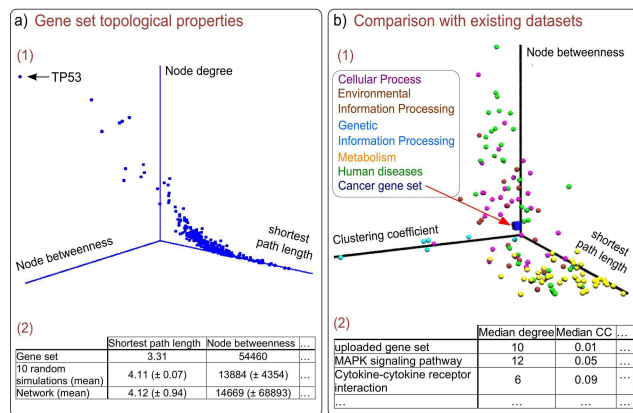 a) Gene set topological properties
(1)
TP53
Node degree
Node betweenness
shortest
path length
(2)
Shortest path length Node betweenness ...
Gene set 3.31 54460 ...
10 random
simulations (mean) 4.11 (± 0.07) 13884 (± 4354) ...
Network (mean) 4.12 (± 0.94) 14669 (± 68893) ...
b) Comparison with existing datasets
(1)
Node betweenness
Cellular Process
Environmental
Information Processing
Genetic
Information Processing
Metabolism
Human diseases
Cancer gene set
Clustering coefficient
shortest
path length
(2)
Median degree Median CC ...
uploaded gene set 10 0.01 ...
MAPK signaling pathway 12 0.05 ...
Cytokine-cytokine receptor
interaction 6 0.09 ...
... ... ... ...